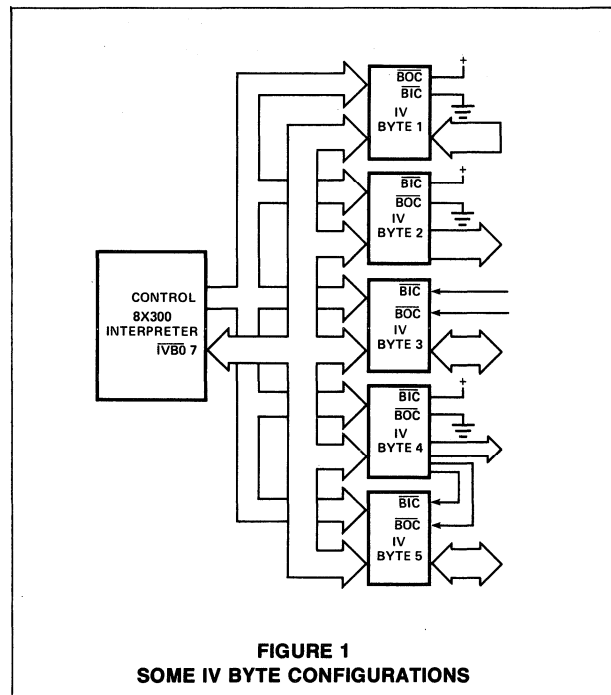 +
BOC
BIC
IV
BYTE 1
+
BIC
BOC
IV
BYTE 2
CONTROL
8X300
INTERPRETER
IVB0 7
BIC
BOC
IV
BYTE 3
+
BIC
BOC
IV
BYTE 4
BIC
BOC
IV
BYTE 5
FIGURE 1
SOME IV BYTE CONFIGURATIONS